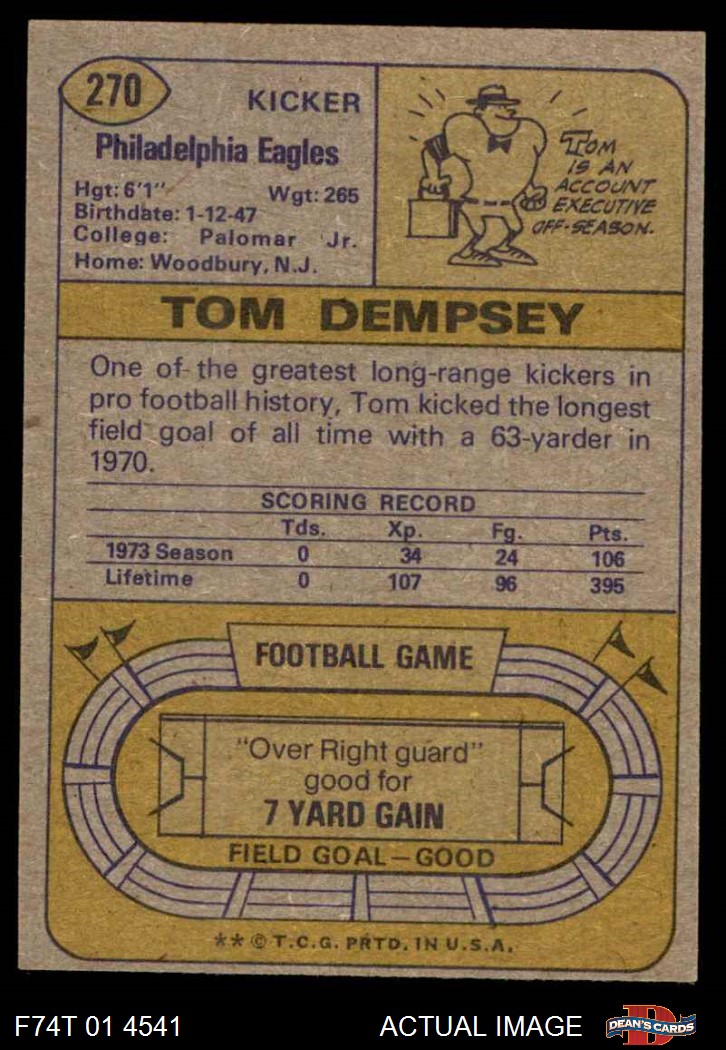 270
KICKER
Philadelphia Eagles
Hgt: 6'1"  Wgt: 265
Birthdate: 1-12-47
College: Palomar Jr.
Home: Woodbury, N.J.
TOM
IS AN
ACCOUNT
EXECUTIVE
OFF-SEASON.
TOM DEMPSEY
One of the greatest long-range kickers in
pro football history, Tom kicked the longest
field goal of all time with a 63-yarder in
1970.
SCORING RECORD
Tds. Xp. Fg. Pts.
1973 Season 0 34 24 106
Lifetime 0 107 96 395
FOOTBALL GAME
"Over Right guard"
good for
7 YARD GAIN
FIELD GOAL—GOOD
** © T.C.G. PRTD. IN U.S.A.
F74T 01 4541 ACTUAL IMAGE
D
DEAN'S CARDS